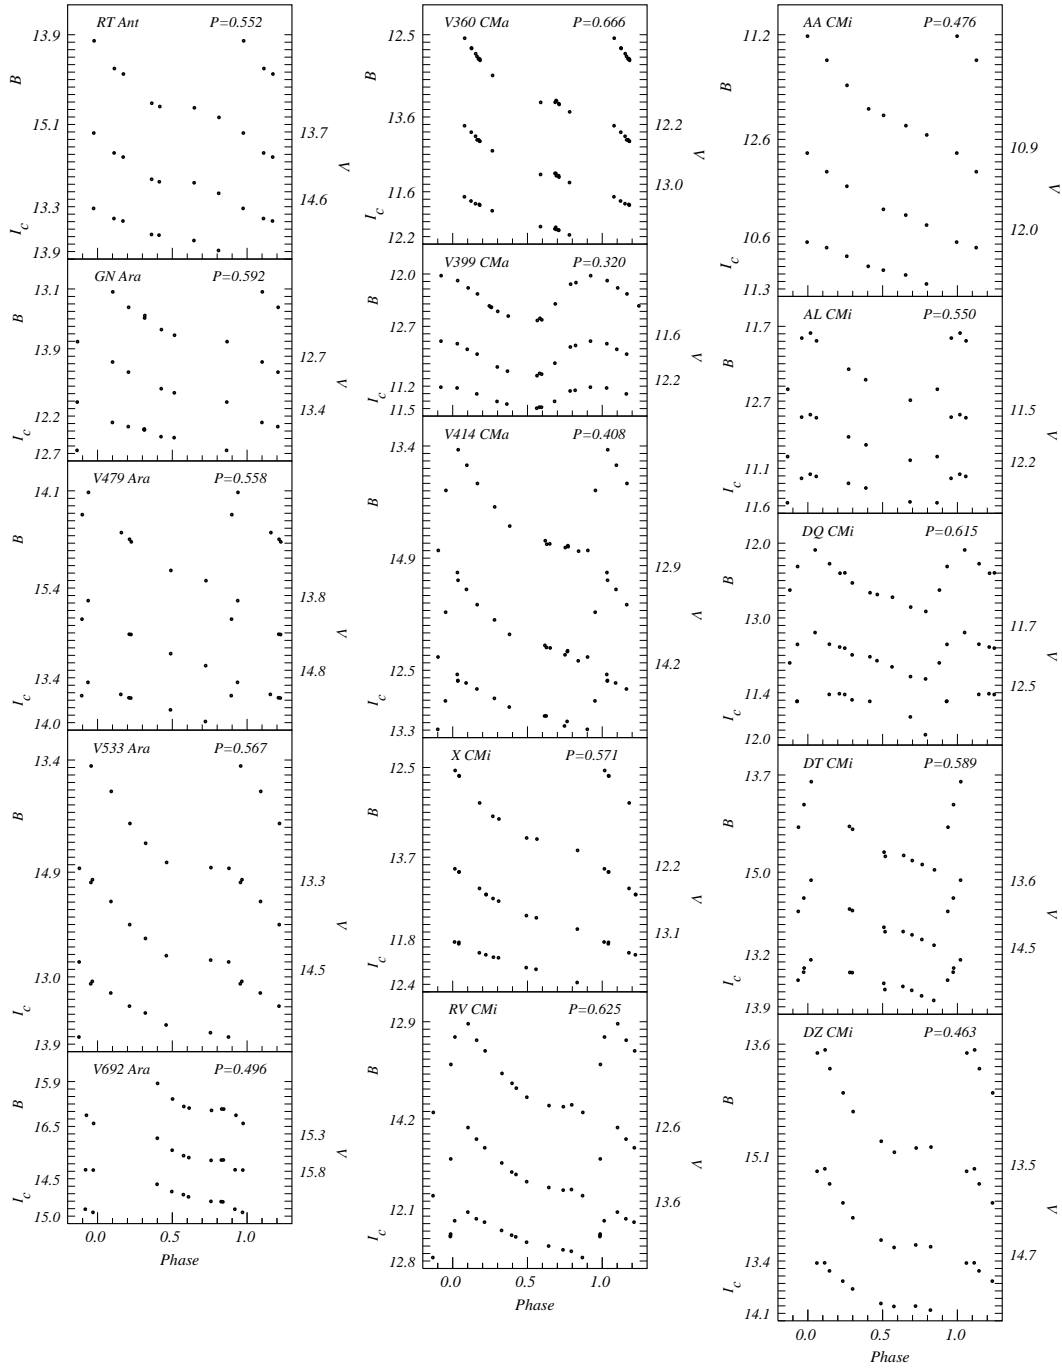 RT Ant P=0.552
13.9
B
15.1
13.7
V
14.6
13.3
I_c
13.9
GN Ara P=0.592
13.1
B
13.9
12.7
V
13.4
12.2
I_c
12.7
V479 Ara P=0.558
14.1
B
15.4
13.8
V
14.8
13.4
I_c
14.0
V533 Ara P=0.567
13.4
B
14.9
13.3
V
14.5
13.0
I_c
13.9
V692 Ara P=0.496
15.9
B
16.5
15.3
V
15.8
14.5
I_c
15.0
0.0 0.5 1.0
Phase
V360 CMa P=0.666
12.5
B
13.6
12.2
V
13.0
11.6
I_c
12.2
V399 CMa P=0.320
12.0
B
12.7
11.6
V
12.2
11.2
I_c
11.5
V414 CMa P=0.408
13.4
B
14.9
12.9
V
14.2
12.5
I_c
13.3
X CMi P=0.571
12.5
B
13.7
12.2
V
13.1
11.8
I_c
12.4
RV CMi P=0.625
12.9
B
14.2
12.6
V
13.6
12.1
I_c
12.8
0.0 0.5 1.0
Phase
AA CMi P=0.476
11.2
B
12.6
10.9
V
12.0
10.6
I_c
11.3
AL CMi P=0.550
11.7
B
12.7
11.5
V
12.2
11.1
I_c
11.6
DQ CMi P=0.615
12.0
B
13.0
11.7
V
12.5
11.4
I_c
12.0
DT CMi P=0.589
13.7
B
15.0
13.6
V
14.5
13.2
I_c
13.9
DZ CMi P=0.463
13.6
B
15.1
13.5
V
14.7
13.4
I_c
14.1
0.0 0.5 1.0
Phase